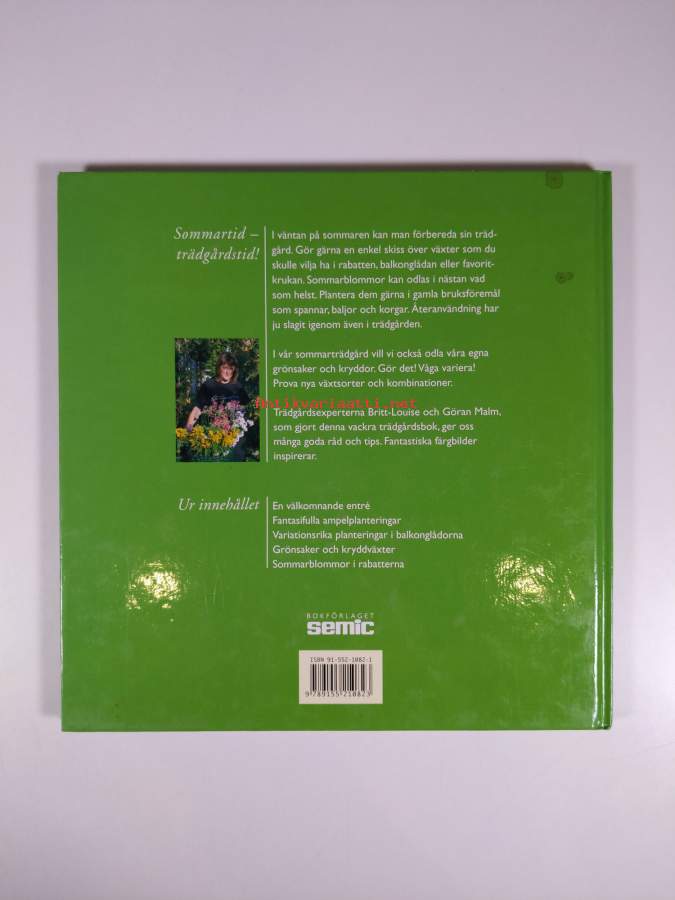 Sommartid –
trädgårdstid!
I väntan på sommaren kan man förbereda sin träd-
gård. Gör gärna en enkel skiss över växter som du
skulle vilja ha i rabatten, balkonglådan eller favorit-
krukan. Sommarblommor kan odlas i nästan vad
som helst. Plantera dem gärna i gamla bruksföremål
som spannar, baljor och korgar. Återanvändning har
ju slagit igenom även i trädgården.
I vår sommarträdgård vill vi också odla våra egna
grönsaker och kryddor. Gör det! Våga variera!
Prova nya växtsorter och kombinationer.
Antikvariaatti.net
Trädgårdsexperterna Britt-Louise och Göran Malm,
som gjort denna vackra trädgårdsbok, ger oss
många goda råd och tips. Fantastiska färgbilder
inspirerar.
Ur innehållet
En välkomnande entré
Fantasifulla ampelplanteringar
Variationsrika planteringar i balkonglådorna
Grönsaker och kryddväxter
Sommarblommor i rabatterna
BOKFÖRLAGET
semic
ISBN 91-552-1082-1
9 789155 210823